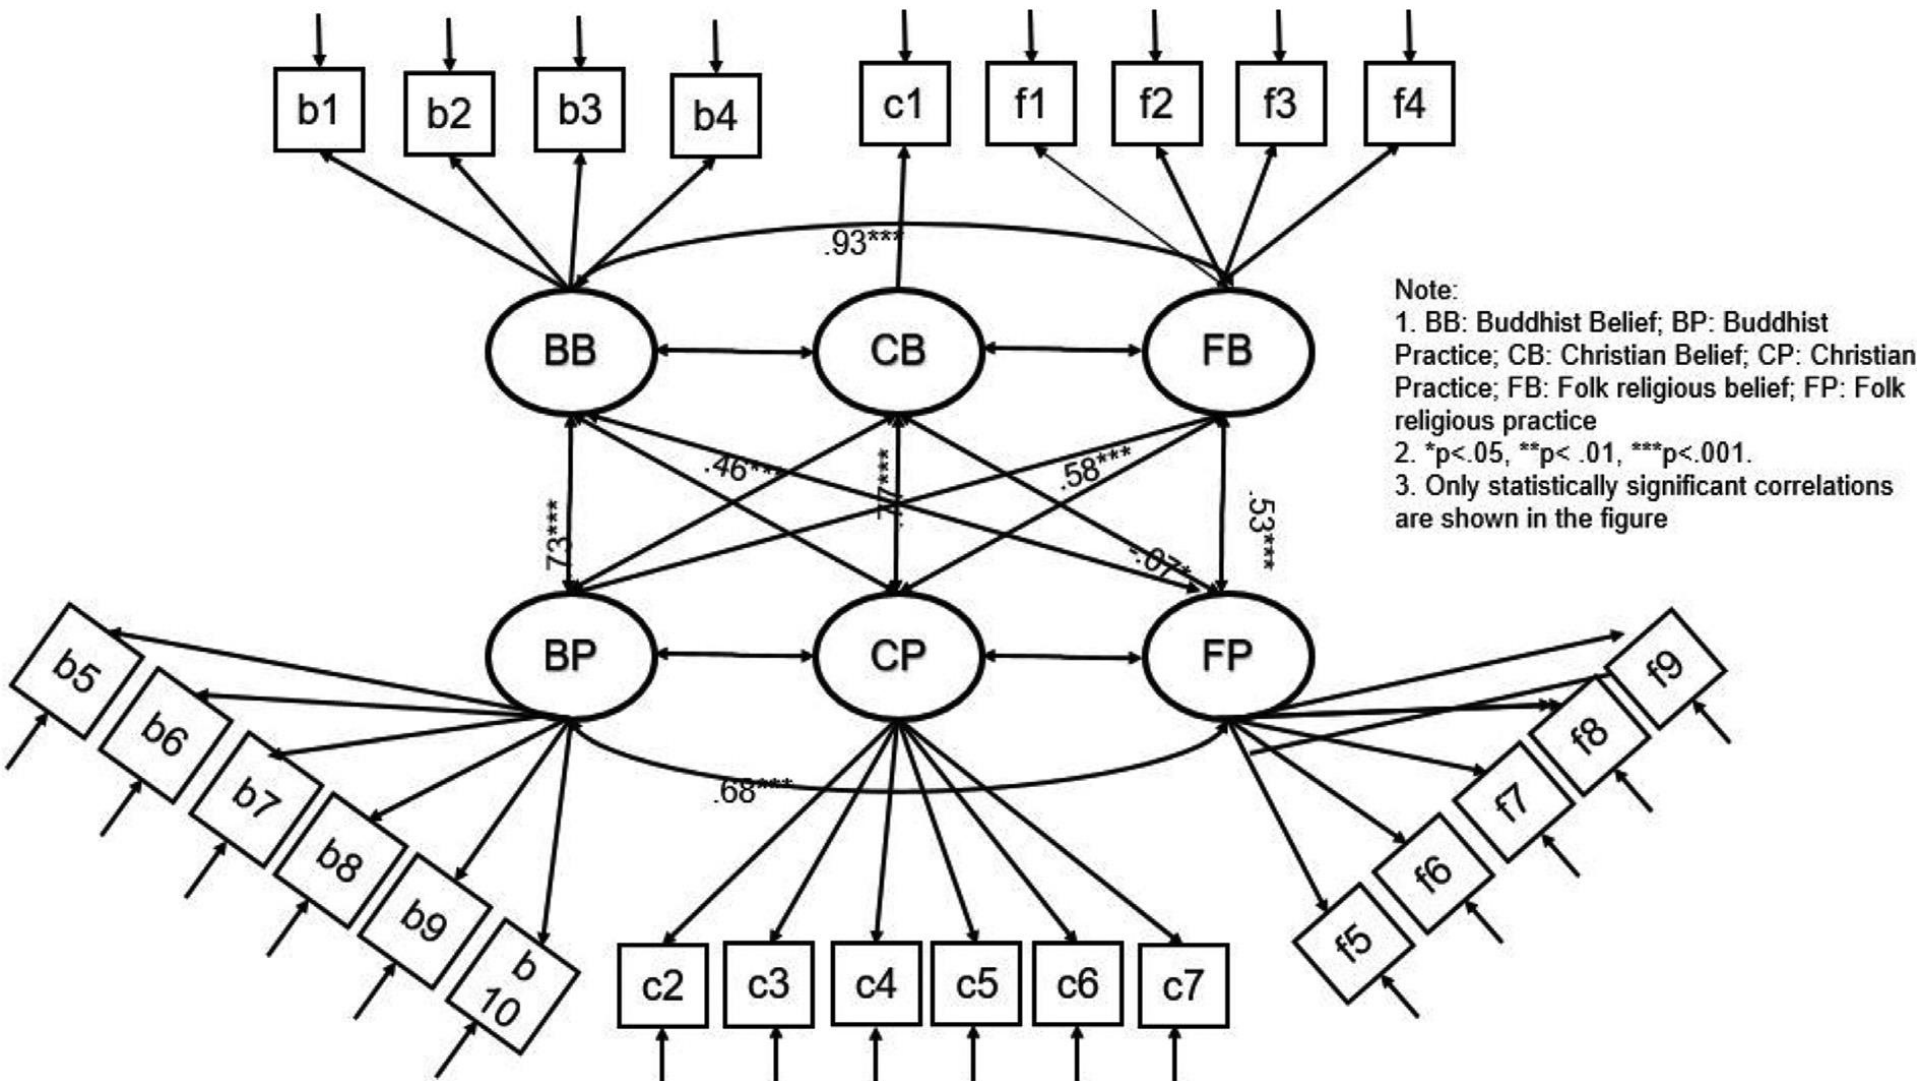 b1
b2
b3
b4
c1
f1
f2
f3
f4
.93***
BB
CB
FB
Note:
1. BB: Buddhist Belief; BP: Buddhist
Practice; CB: Christian Belief; CP: Christian
Practice; FB: Folk religious belief; FP: Folk
religious practice
2. *p<.05, **p< .01, ***p<.001.
3. Only statistically significant correlations
are shown in the figure
.46***
.77***
.58***
.73***
-.07*
.53***
BP
CP
FP
b5
b6
b7
b8
b9
b
10
.68***
c2
c3
c4
c5
c6
c7
f5
f6
f7
f8
f9